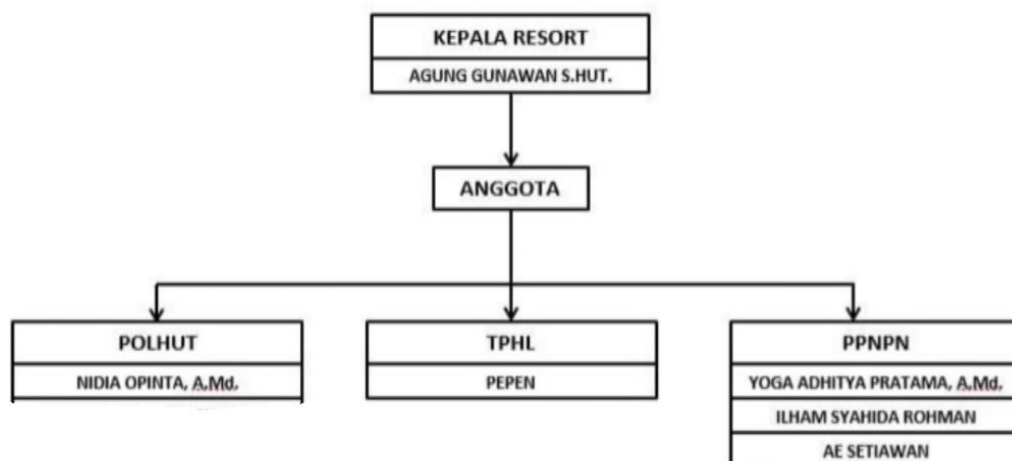 KEPALA RESORT
AGUNG GUNAWAN S.HUT.
ANGGOTA
POLHUT
NIDIA OPINTA, A.Md.
TPHL
PEPEN
PPNPN
YOGA ADHITYA PRATAMA, A.Md.
ILHAM SYAHIDA ROHMAN
AE SETIAWAN